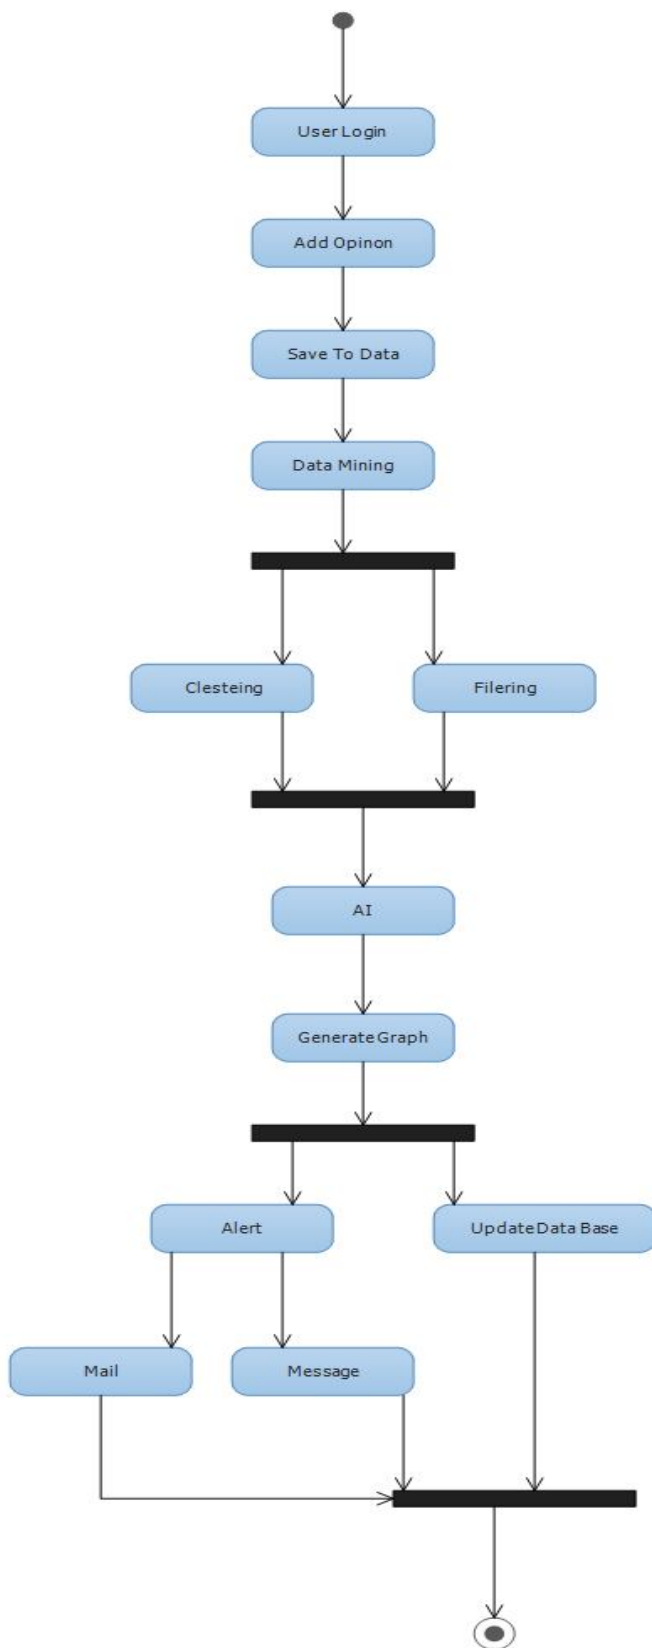 User Login
Add Opinon
Save To Data
Data Mining
Clesteing
Filering
AI
Generate Graph
Alert
Update Data Base
Mail
Message